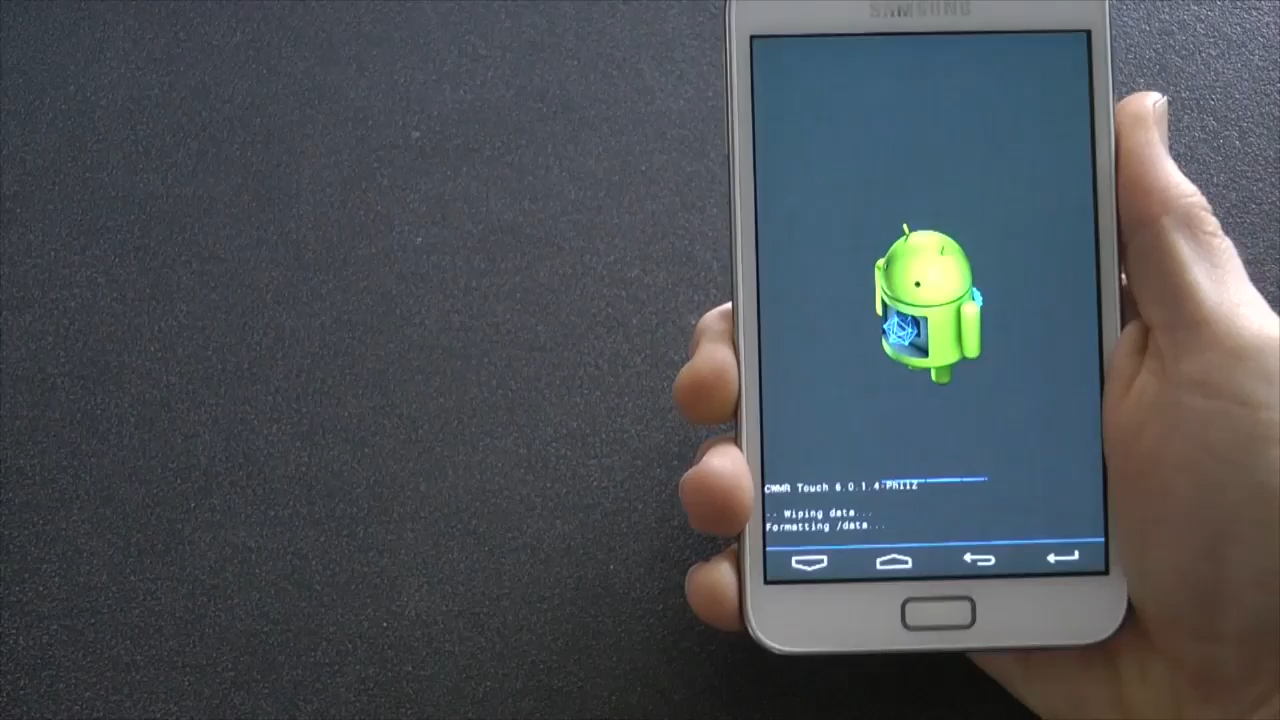 SAMSUNG
CWMR Touch 6.0.1.4-PhilZ
-- Wiping data...
Formatting /data...